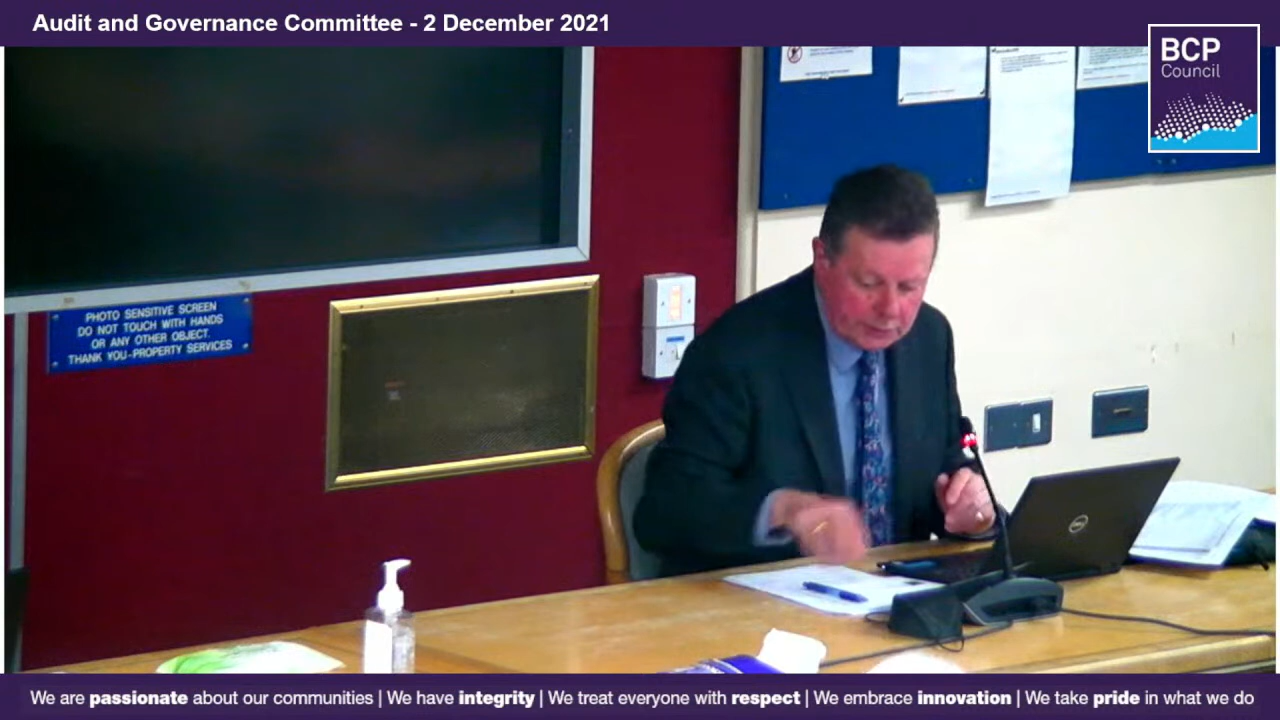 Audit and Governance Committee - 2 December 2021
BCP
Council
PHOTO SENSITIVE SCREEN
DO NOT TOUCH WITH HANDS
OR ANY OTHER OBJECT.
THANK YOU-PROPERTY SERVICES
DELL
We are passionate about our communities | We have integrity | We treat everyone with respect | We embrace innovation | We take pride in what we do